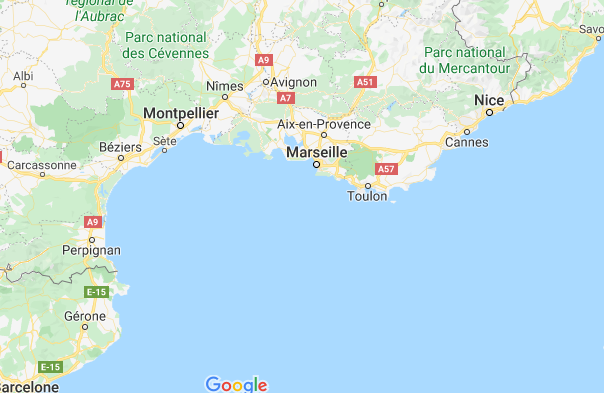 régional de
l'Aubrac
Parc national
des Cévennes
Parc national
du Mercantour
Savo
Albi
A75
A9
A51
Nîmes
Avignon
A7
Montpellier
Nice
Aix-en-Provence
Béziers
Sète
Marseille
Cannes
Carcassonne
A57
Toulon
A9
Perpignan
E-15
Gérone
E-15
arcelone
Google